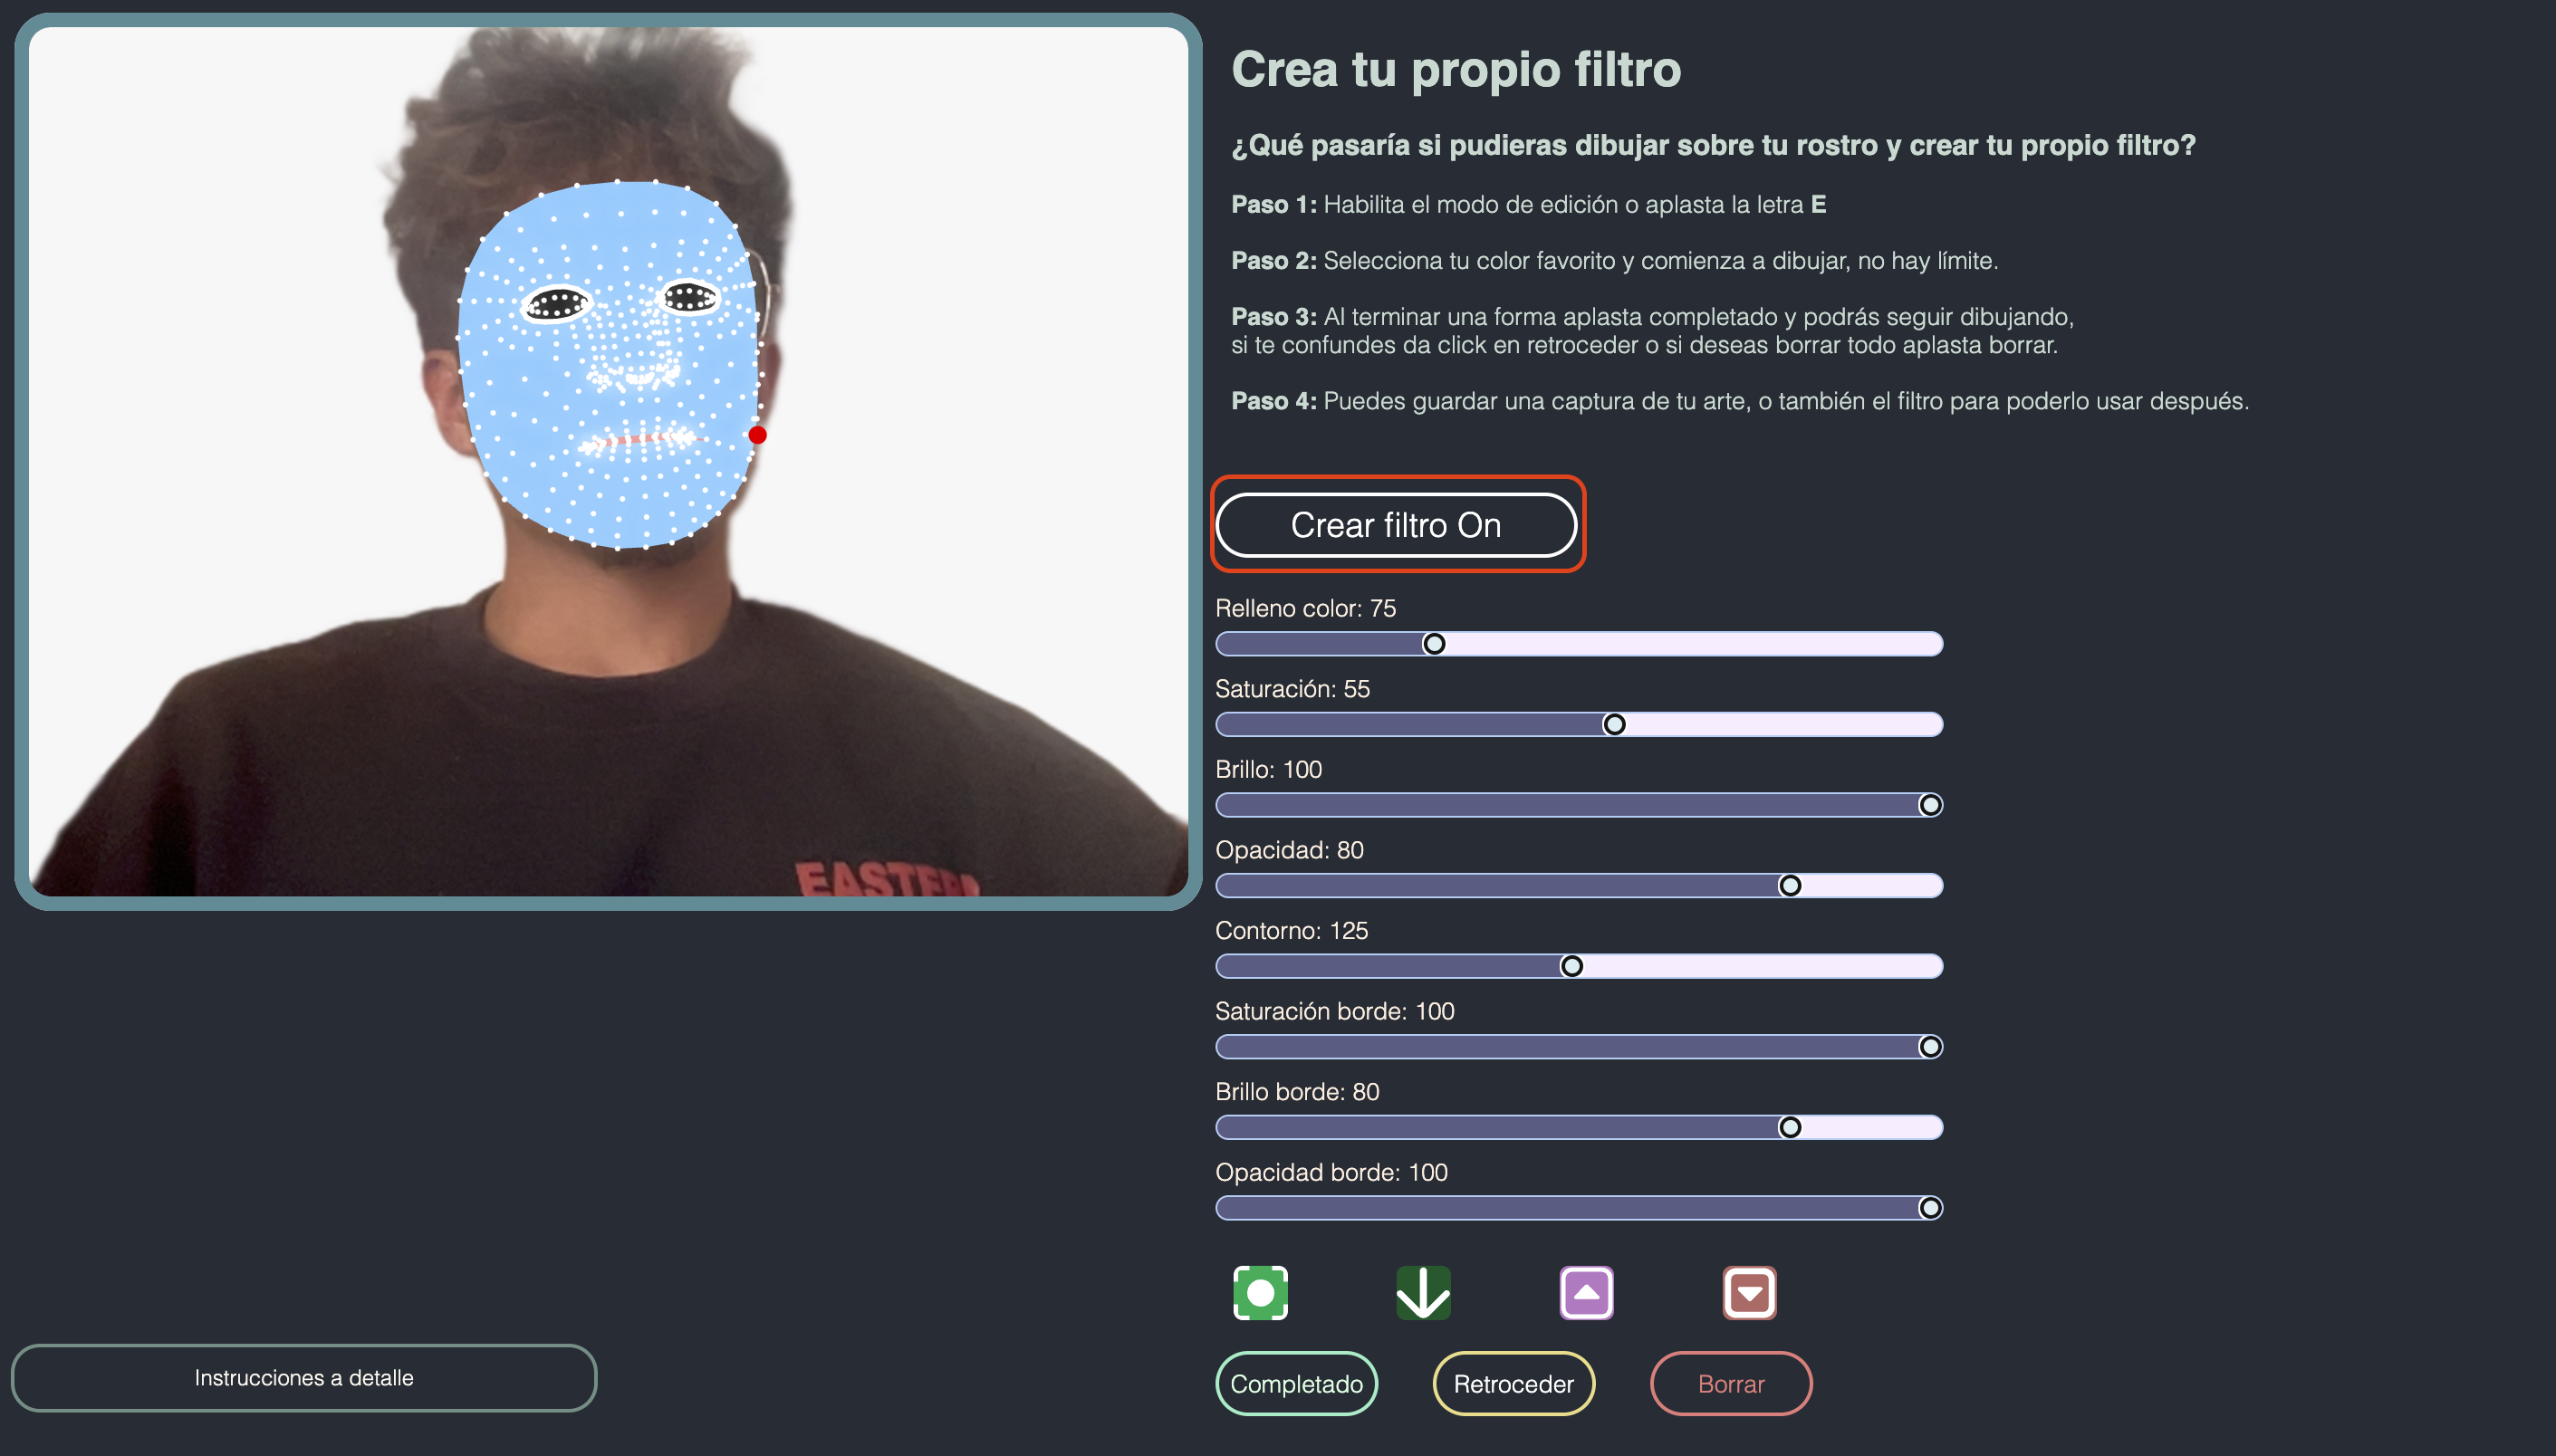 Crea tu propio filtro
¿Qué pasaría si pudieras dibujar sobre tu rostro y crear tu propio filtro?
Paso 1: Habilita el modo de edición o aplasta la letra E
Paso 2: Selecciona tu color favorito y comienza a dibujar, no hay límite.
Paso 3: Al terminar una forma aplasta completado y podrás seguir dibujando,
si te confundes da click en retroceder o si deseas borrar todo aplasta borrar.
Paso 4: Puedes guardar una captura de tu arte, o también el filtro para poderlo usar después.
Crear filtro On
Relleno color: 75
Saturación: 55
Brillo: 100
Opacidad: 80
Contorno: 125
Saturación borde: 100
Brillo borde: 80
Opacidad borde: 100
Completado
Retroceder
Borrar
Instrucciones a detalle
EASTERN